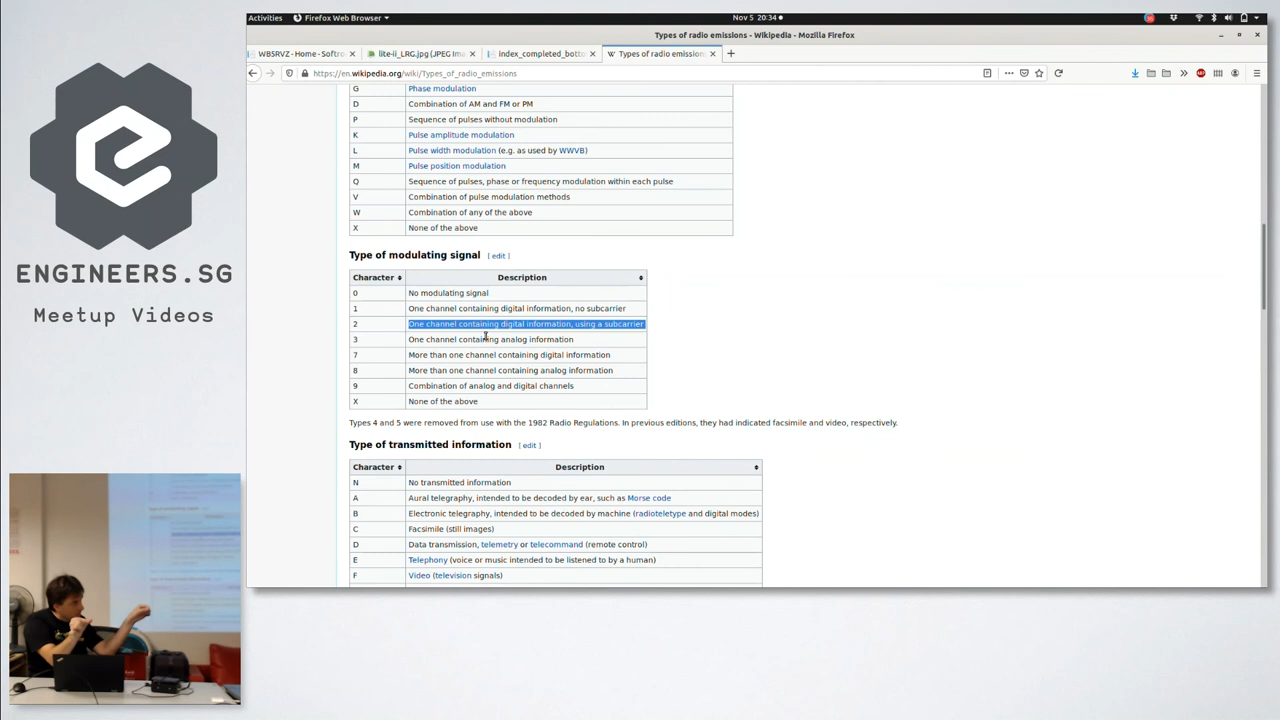 Activities Firefox Web Browser Nov 5 20:34
Types of radio emissions - Wikipedia - Mozilla Firefox
WBSRVZ - Home - Softro lite-ii_LRG.jpg (JPEG Ima index_completed_botto Types of radio emission
https://en.wikipedia.org/wiki/Types_of_radio_emissions
G Phase modulation
D Combination of AM and FM or PM
P Sequence of pulses without modulation
K Pulse amplitude modulation
L Pulse width modulation (e.g. as used by WWVB)
M Pulse position modulation
Q Sequence of pulses, phase or frequency modulation within each pulse
V Combination of pulse modulation methods
W Combination of any of the above
X None of the above
Type of modulating signal [ edit ]
Character Description
0 No modulating signal
1 One channel containing digital information, no subcarrier
2 One channel containing digital information, using a subcarrier
3 One channel containing analog information
7 More than one channel containing digital information
8 More than one channel containing analog information
9 Combination of analog and digital channels
X None of the above
Types 4 and 5 were removed from use with the 1982 Radio Regulations. In previous editions, they had indicated facsimile and video, respectively.
Type of transmitted information [ edit ]
Character Description
N No transmitted information
A Aural telegraphy, intended to be decoded by ear, such as Morse code
B Electronic telegraphy, intended to be decoded by machine (radioteletype and digital modes)
C Facsimile (still images)
D Data transmission, telemetry or telecommand (remote control)
E Telephony (voice or music intended to be listened to by a human)
F Video (television signals)
ENGINEERS.SG
Meetup Videos